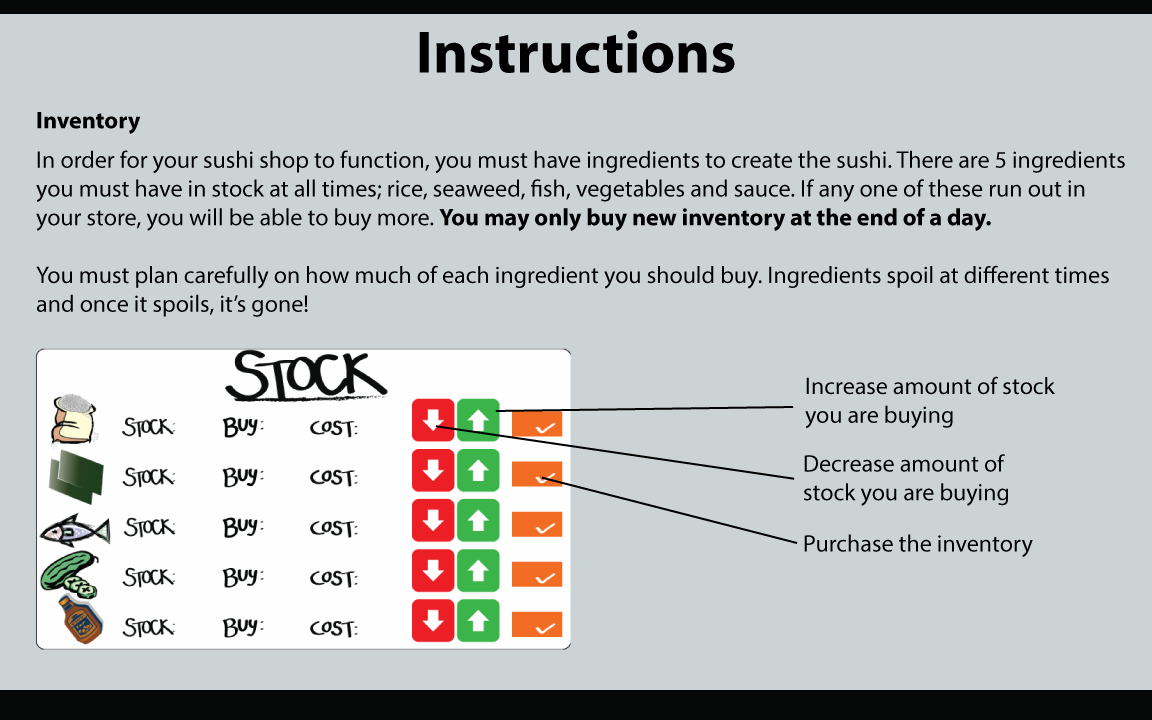 Instructions
Inventory
In order for your sushi shop to function, you must have ingredients to create the sushi. There are 5 ingredients
you must have in stock at all times; rice, seaweed, fish, vegetables and sauce. If any one of these run out in
your store, you will be able to buy more. You may only buy new inventory at the end of a day.
You must plan carefully on how much of each ingredient you should buy. Ingredients spoil at different times
and once it spoils, it's gone!
STOCK
STOCK: BUY: COST:
STOCK: BUY: COST:
STOCK: BUY: COST:
STOCK: BUY: COST:
STOCK: BUY: COST:
Increase amount of stock
you are buying
Decrease amount of
stock you are buying
Purchase the inventory